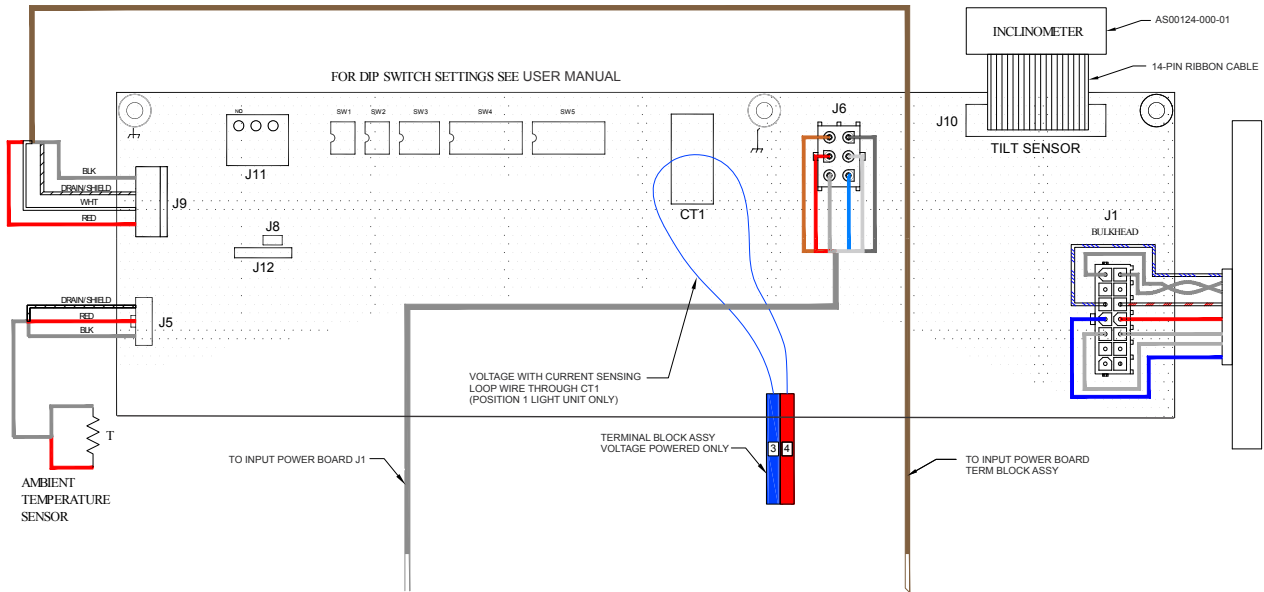 INCLINOMETER
AS00124-000-01
14-PIN RIBBON CABLE
FOR DIP SWITCH SETTINGS SEE USER MANUAL
NO
SW1
SW2
SW3
SW4
SW5
J6
J10
TILT SENSOR
J11
BLK
DRAIN/SHIELD
WHT
RED
J9
CT1
J1
BULKHEAD
J8
J12
DRAIN/SHIELD
RED
BLK
J5
VOLTAGE WITH CURRENT SENSING
LOOP WIRE THROUGH CT1
(POSITION 1 LIGHT UNIT ONLY)
T
TERMINAL BLOCK ASSY
VOLTAGE POWERED ONLY
3
4
TO INPUT POWER BOARD J1
TO INPUT POWER BOARD
TERM BLOCK ASSY
AMBIENT
TEMPERATURE
SENSOR